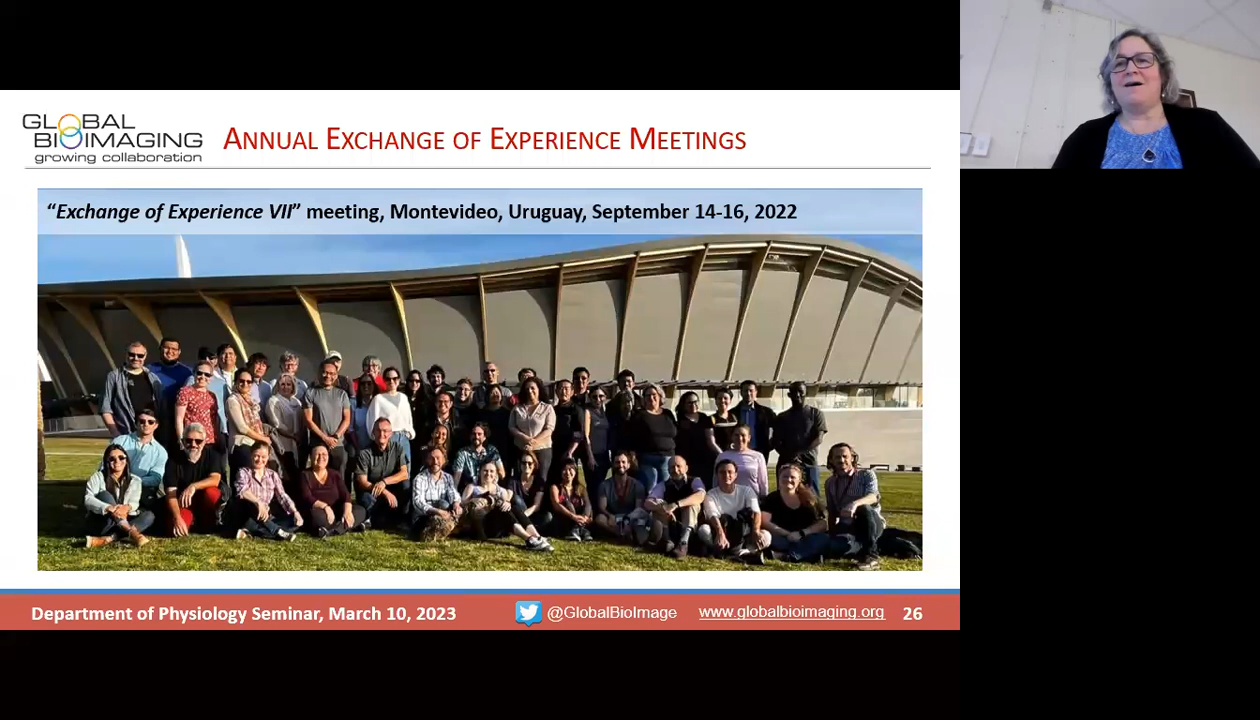 GLOBAL
BIOIMAGING
growing collaboration
ANNUAL EXCHANGE OF EXPERIENCE MEETINGS
“Exchange of Experience VII” meeting, Montevideo, Uruguay, September 14-16, 2022
Department of Physiology Seminar, March 10, 2023
@GlobalBioImage
www.globalbioimaging.org
26